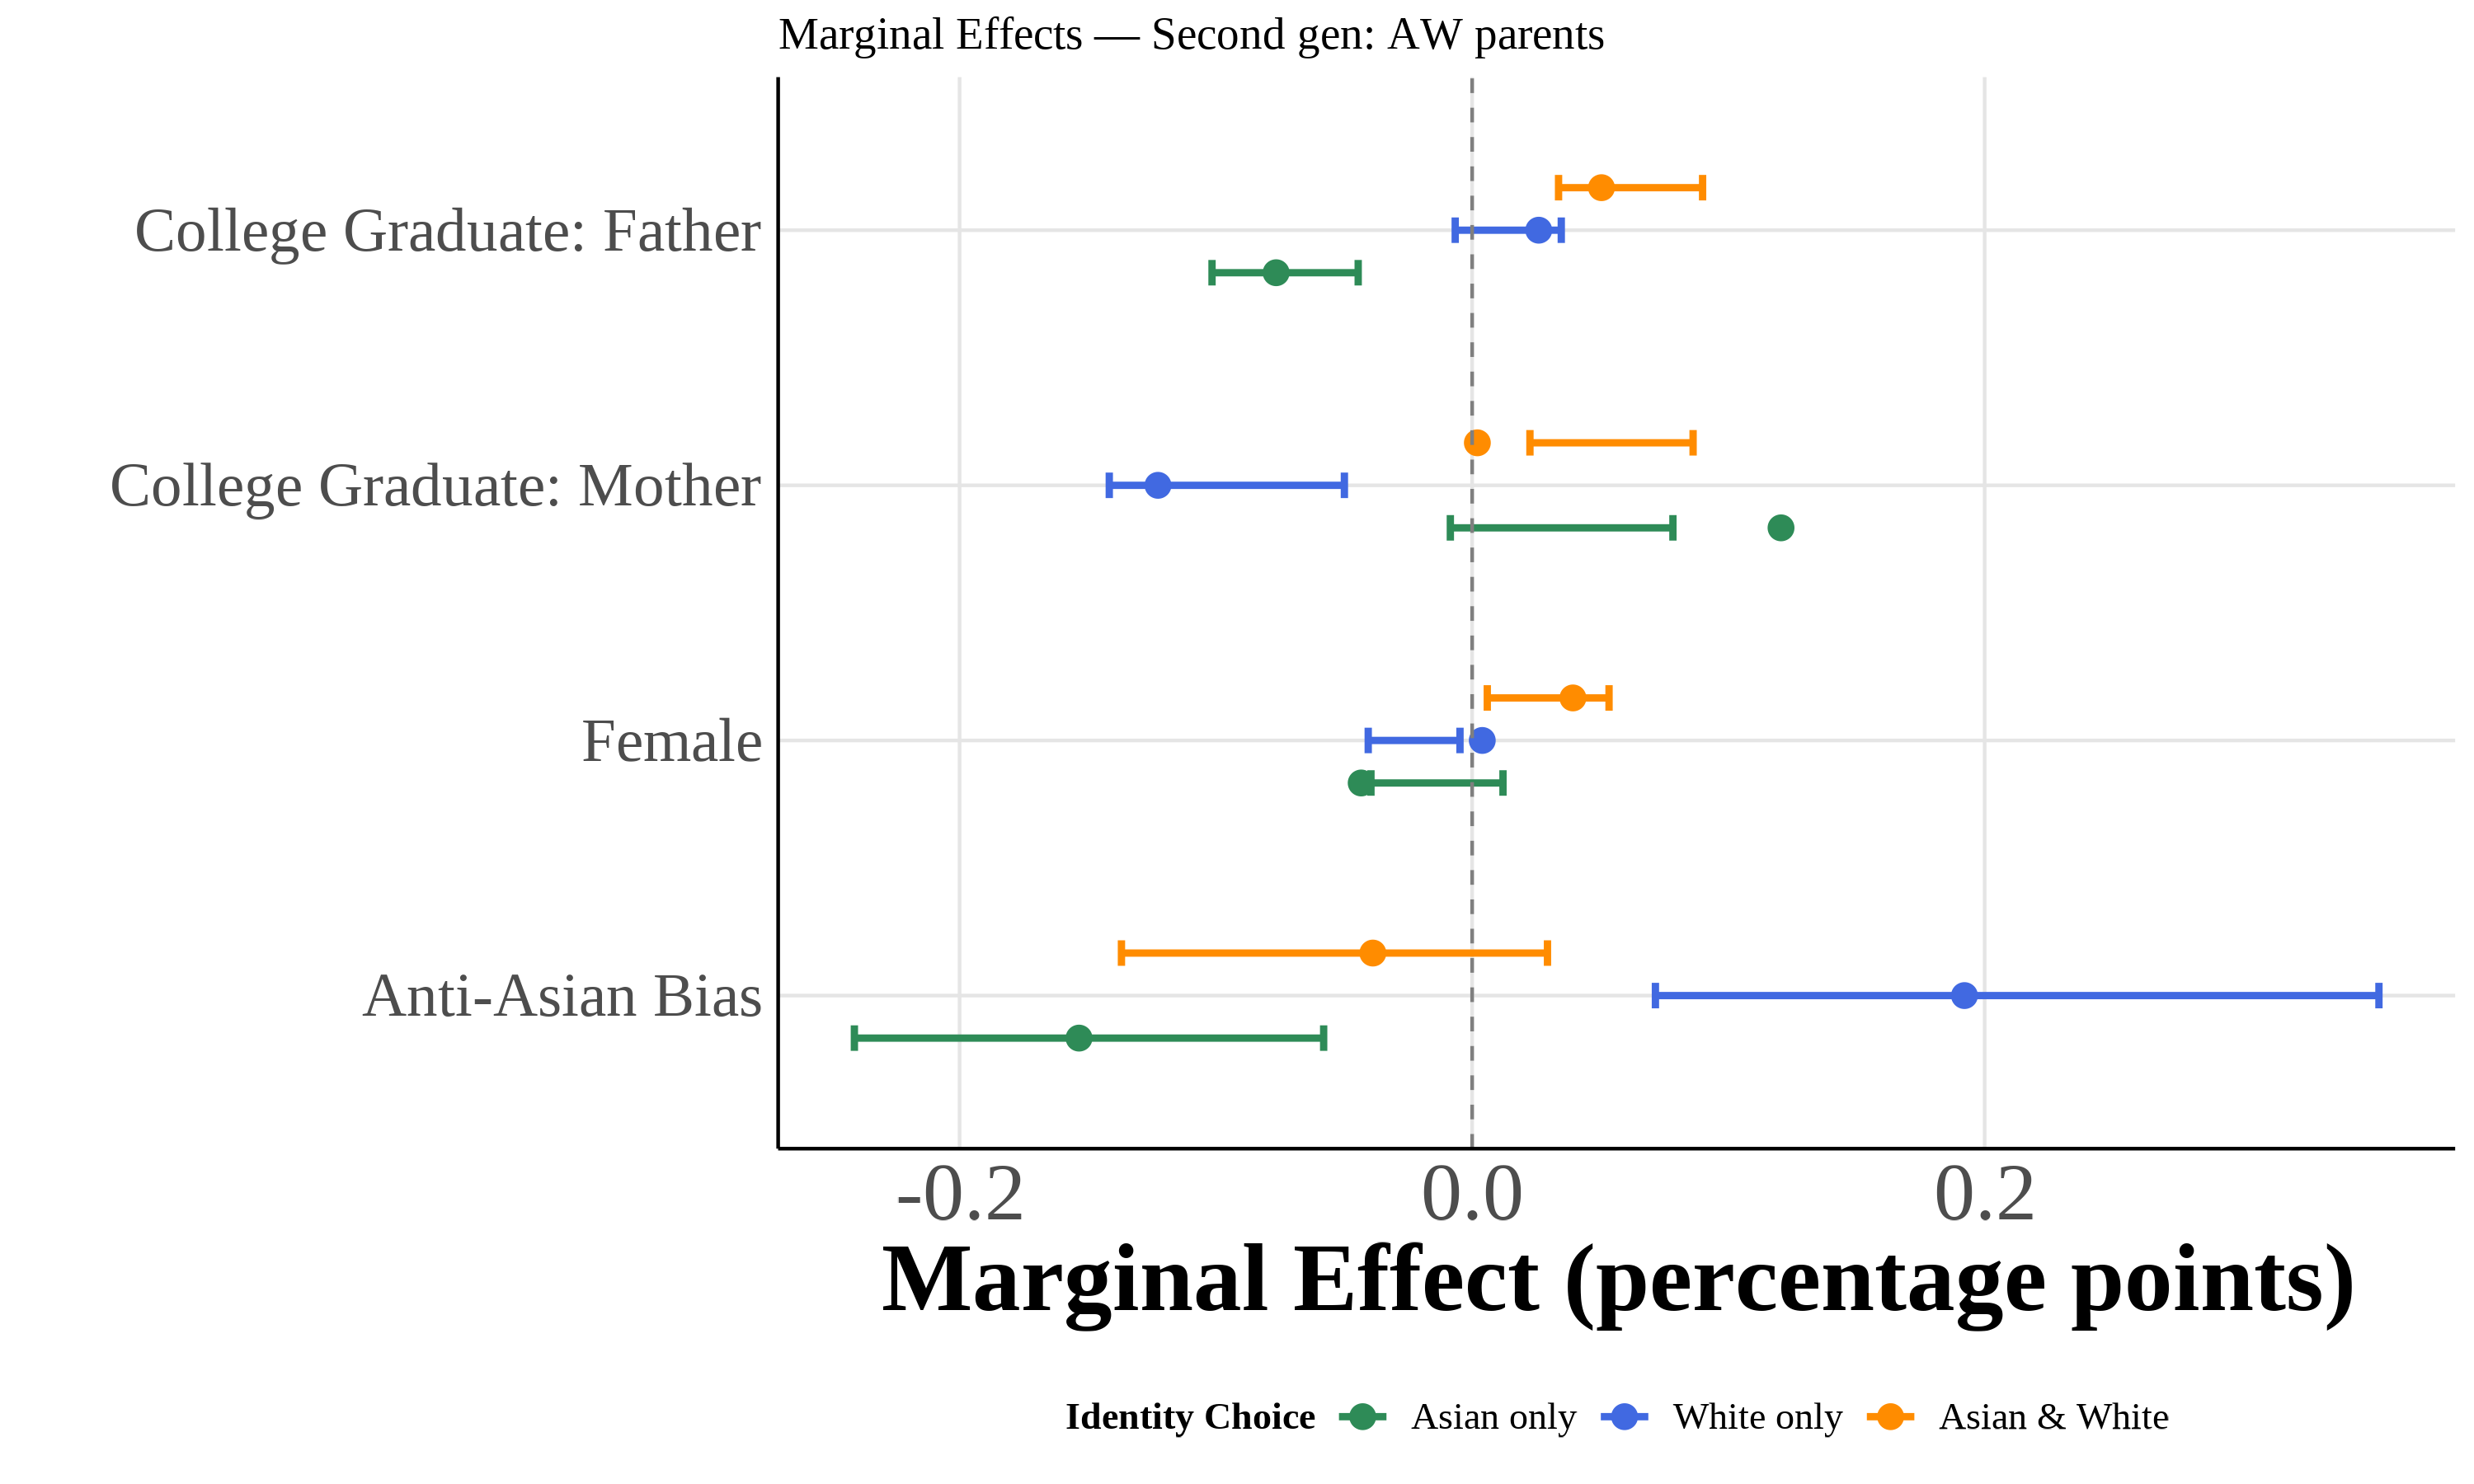 Marginal Effects — Second gen: AW parents
College Graduate: Father
College Graduate: Mother
Female
Anti-Asian Bias
-0.2 0.0 0.2
Marginal Effect (percentage points)
Identity Choice Asian only White only Asian & White